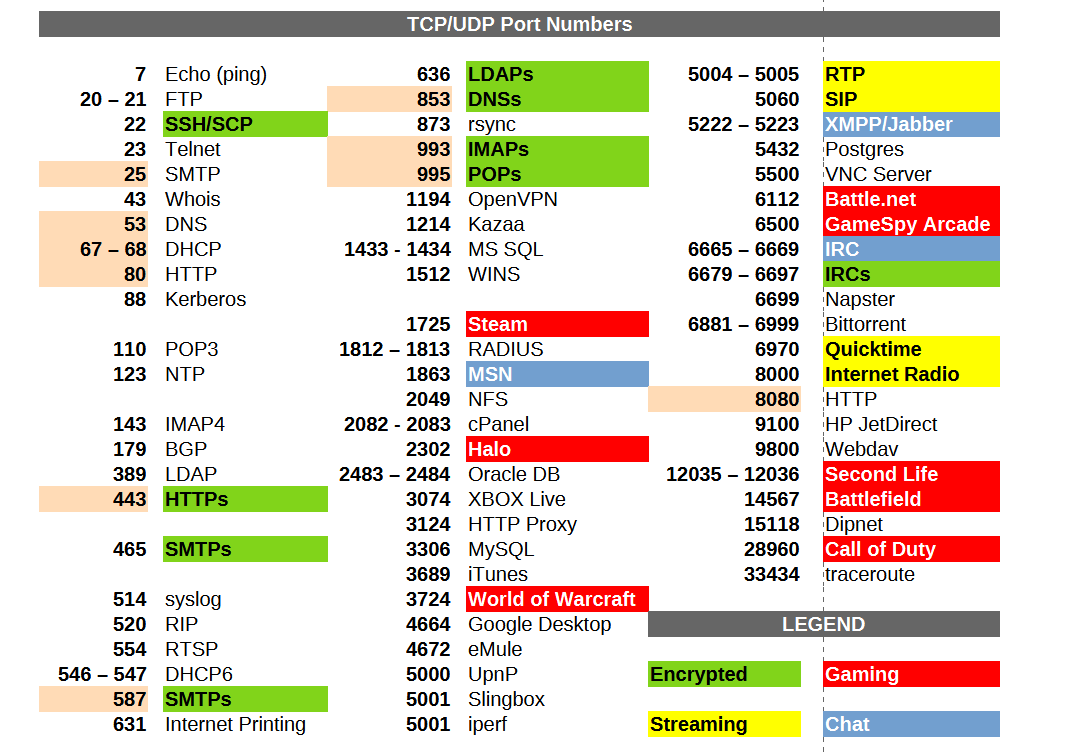 TCP/UDP Port Numbers
7 Echo (ping)
20 – 21 FTP
22 SSH/SCP
23 Telnet
25 SMTP
43 Whois
53 DNS
67 – 68 DHCP
80 HTTP
88 Kerberos
110 POP3
123 NTP
143 IMAP4
179 BGP
389 LDAP
443 HTTPs
465 SMTPs
514 syslog
520 RIP
554 RTSP
546 – 547 DHCP6
587 SMTPs
631 Internet Printing
636 LDAPs
853 DNSs
873 rsync
993 IMAPs
995 POPs
1194 OpenVPN
1214 Kazaa
1433 - 1434 MS SQL
1512 WINS
1725 Steam
1812 – 1813 RADIUS
1863 MSN
2049 NFS
2082 - 2083 cPanel
2302 Halo
2483 – 2484 Oracle DB
3074 XBOX Live
3124 HTTP Proxy
3306 MySQL
3689 iTunes
3724 World of Warcraft
4664 Google Desktop
4672 eMule
5000 UpnP
5001 Slingbox
5001 iperf
5004 – 5005 RTP
5060 SIP
5222 – 5223 XMPP/Jabber
5432 Postgres
5500 VNC Server
6112 Battle.net
6500 GameSpy Arcade
6665 – 6669 IRC
6679 – 6697 IRCs
6699 Napster
6881 – 6999 Bittorrent
6970 Quicktime
8000 Internet Radio
8080 HTTP
9100 HP JetDirect
9800 Webdav
12035 – 12036 Second Life
14567 Battlefield
15118 Dipnet
28960 Call of Duty
33434 traceroute
LEGEND
Encrypted Gaming
Streaming Chat